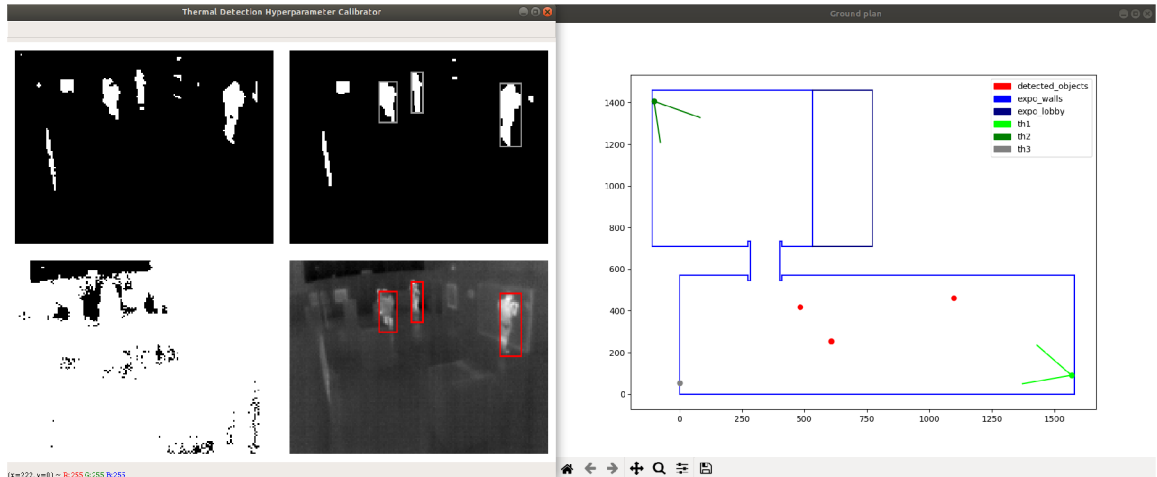 Thermal Detection Hyperparameter Calibrator
(x=222, y=0) ~ R:255 G:255 B:255
Ground plan
detected_objects
expo_walls
expo_lobby
th1
th2
th3
1400
1200
1000
800
600
400
200
0
0
250
500
750
1000
1250
1500